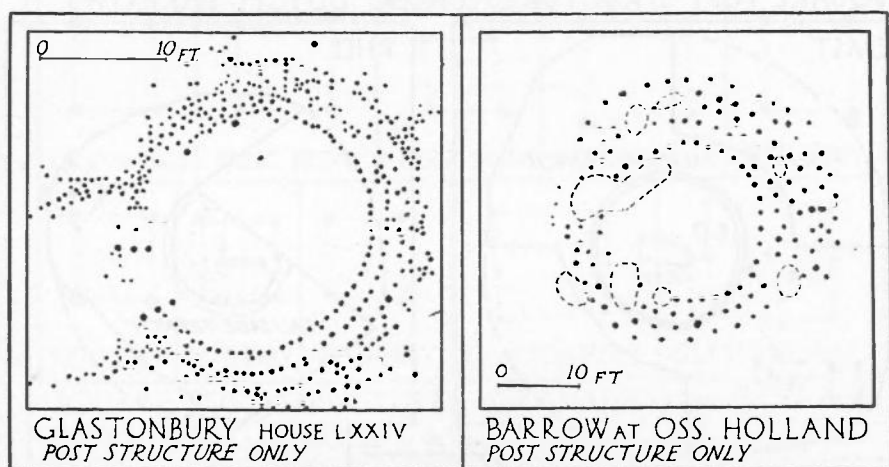 0 10 FT.
0 10 FT
GLASTONBURY HOUSE LXXIV
POST STRUCTURE ONLY
BARROW AT OSS. HOLLAND
POST STRUCTURE ONLY